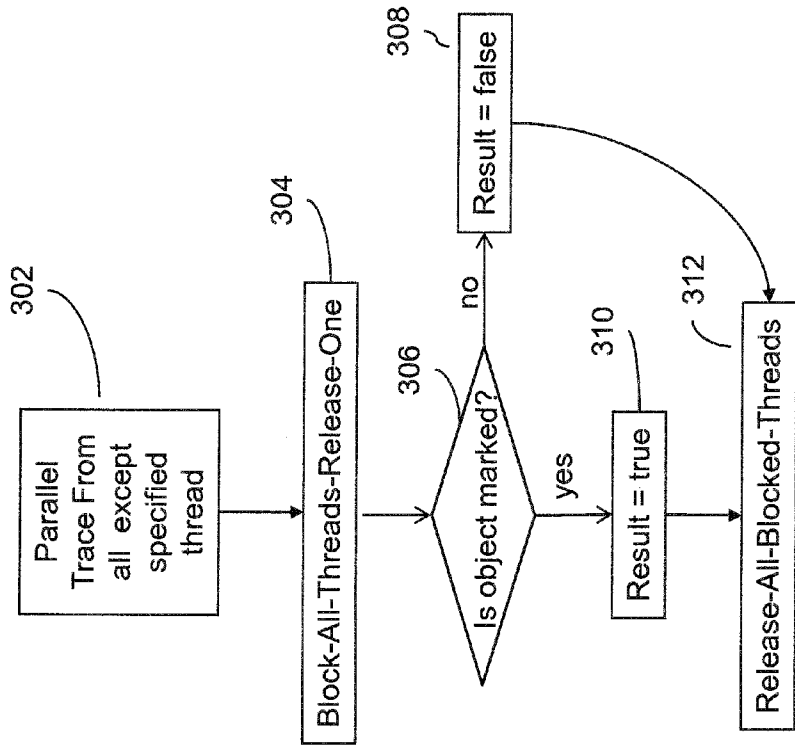 302
Parallel
Trace From
all except
specified
thread
304
Block-All-Threads-Release-One
306
Is object marked?
no
308
Result = false
yes
310
Result = true
312
Release-All-Blocked-Threads